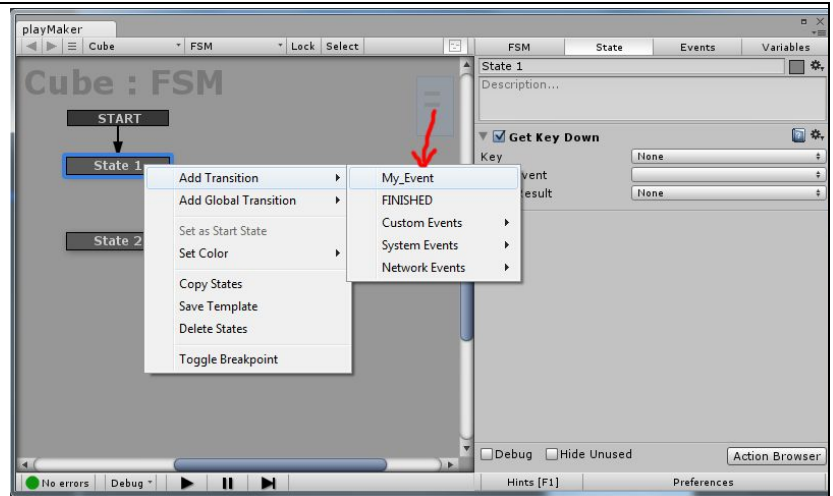 playMaker
Cube FSM Lock Select
FSM State Events Variables
Cube : FSM
State 1
Description...
START
Get Key Down
State 1
Key None
vent
esult None
Add Transition
My_Event
Add Global Transition
FINISHED
Set as Start State
Custom Events
State 2
Set Color
System Events
Network Events
Copy States
Save Template
Delete States
Toggle Breakpoint
Debug Hide Unused Action Browser
No errors Debug Hints [F1] Preferences